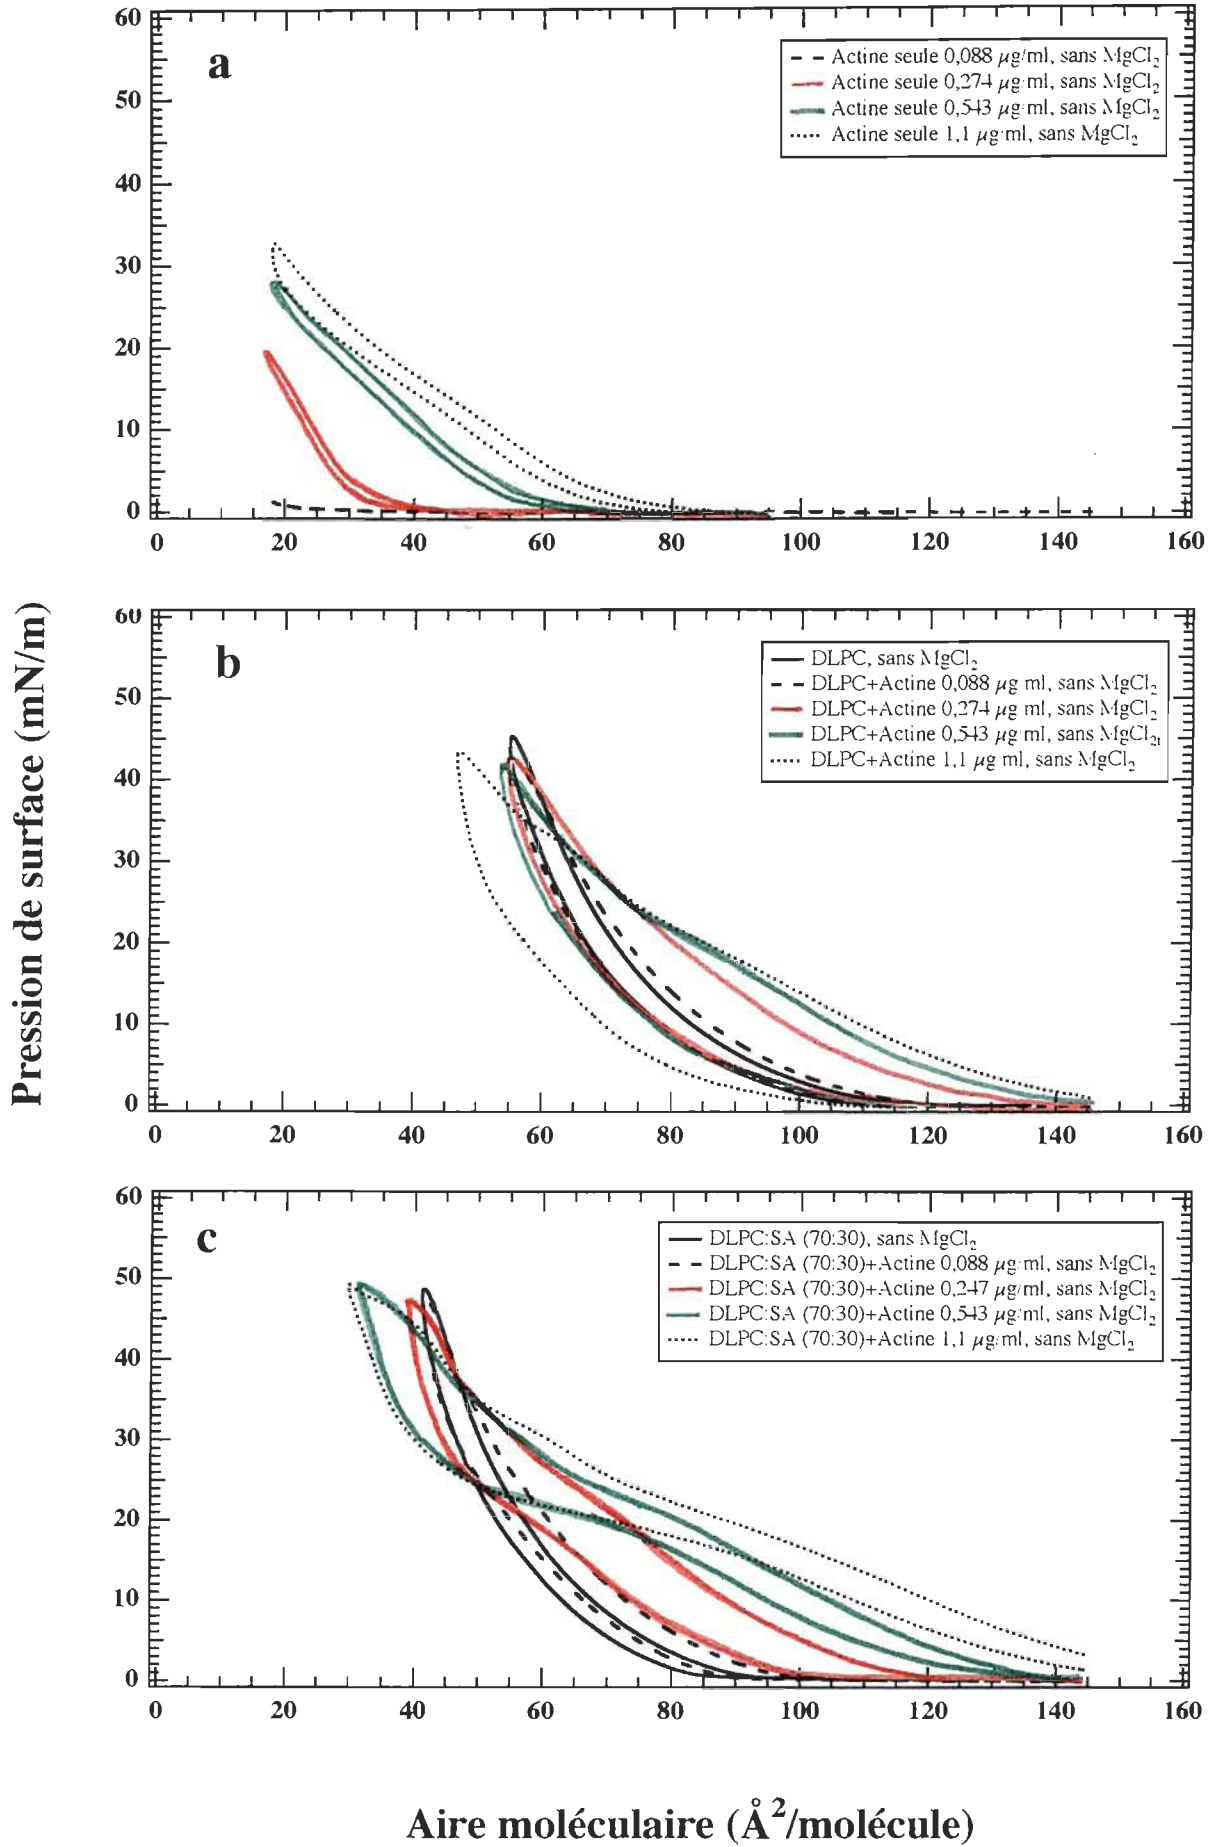 Pression de surface (mN/m)
a
Actine seule 0,088 µg/ml, sans MgCl₂
Actine seule 0,274 µg/ml, sans MgCl₂
Actine seule 0,543 µg/ml, sans MgCl₂
Actine seule 1,1 µg/ml, sans MgCl₂
60
50
40
30
20
10
0
0 20 40 60 80 100 120 140 160
b
DLPC, sans MgCl₂
DLPC+Actine 0,088 µg ml, sans MgCl₂
DLPC+Actine 0,274 µg ml, sans MgCl₂
DLPC+Actine 0,543 µg ml, sans MgCl₂ₜ
DLPC+Actine 1,1 µg ml, sans MgCl₂
60
50
40
30
20
10
0
0 20 40 60 80 100 120 140 160
c
DLPC:SA (70:30), sans MgCl₂
DLPC:SA (70:30)+Actine 0,088 µg/ml, sans MgCl₂
DLPC:SA (70:30)+Actine 0,247 µg/ml, sans MgCl₂
DLPC:SA (70:30)+Actine 0,543 µg/ml, sans MgCl₂
DLPC:SA (70:30)+Actine 1,1 µg/ml, sans MgCl₂
60
50
40
30
20
10
0
0 20 40 60 80 100 120 140 160
Aire moléculaire (Å²/molécule)